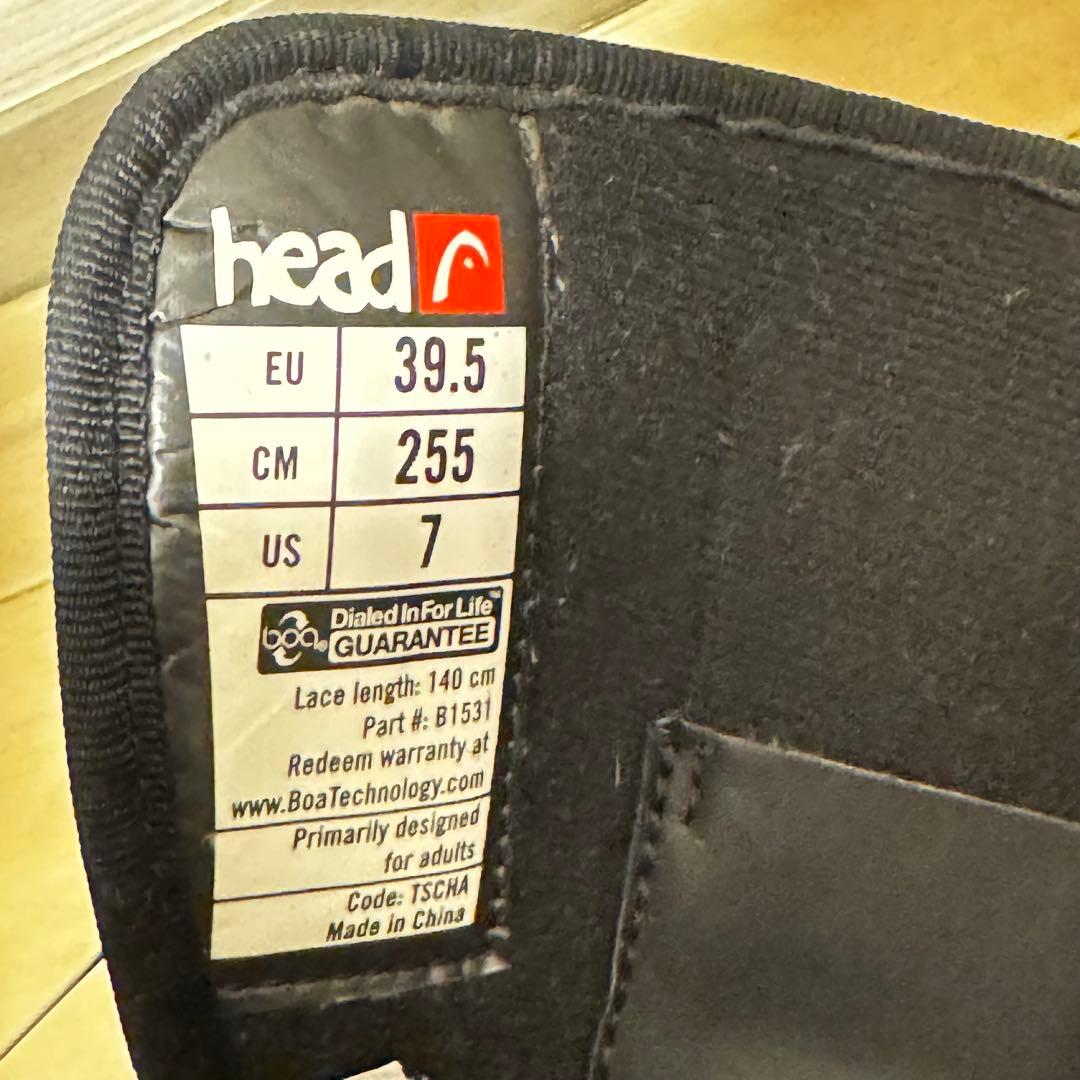 head
EU 39.5
CM 255
US 7
boa® Dialed In For Life™
GUARANTEE
Lace length: 140 cm
Part #: B1531
Redeem warranty at
www.BoaTechnology.com
Primarily designed
for adults
Code: TSCHA
Made in China